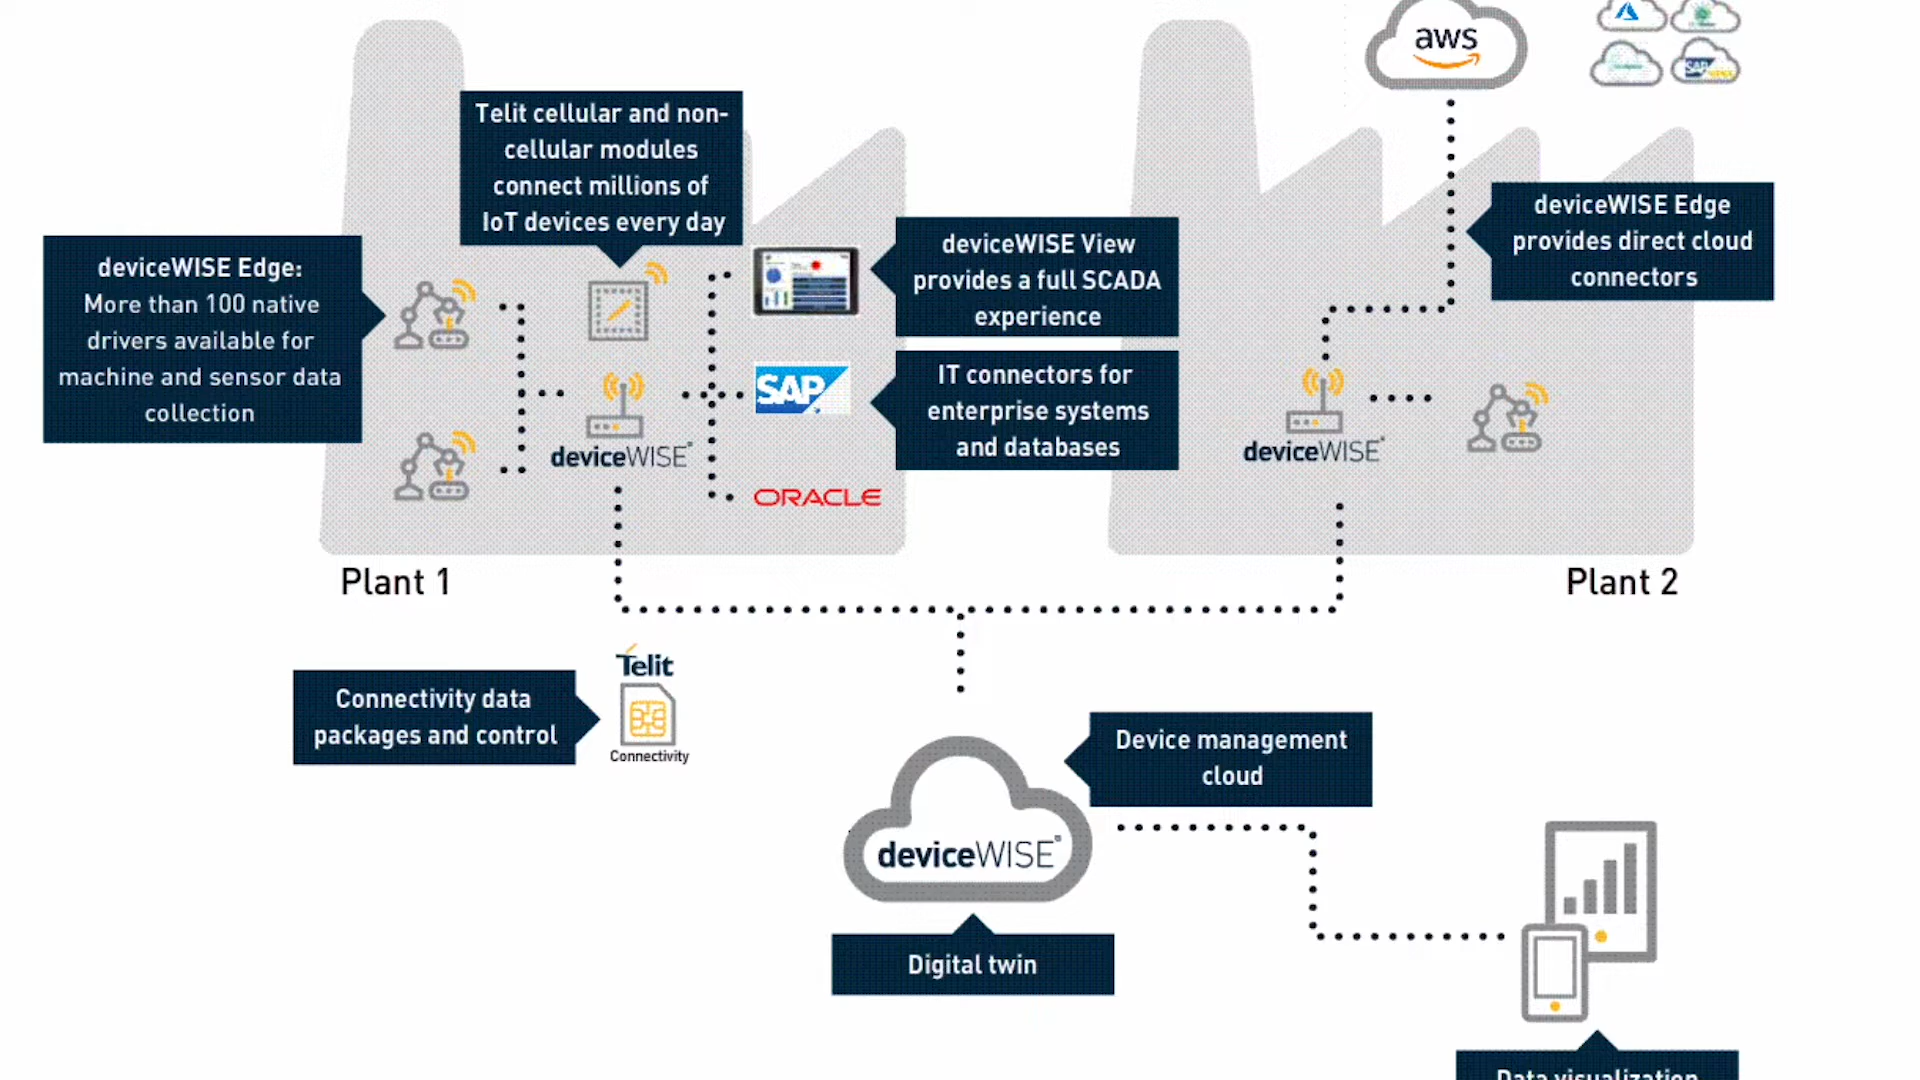 aws
SAP
Telit cellular and non-
cellular modules
connect millions of
IoT devices every day
deviceWISE Edge
provides direct cloud
connectors
deviceWISE View
provides a full SCADA
experience
deviceWISE Edge:
More than 100 native
drivers available for
machine and sensor data
collection
SAP
IT connectors for
enterprise systems
and databases
deviceWISE
deviceWISE
ORACLE
Plant 1
Plant 2
Telit
Connectivity
Connectivity data
packages and control
Device management
cloud
deviceWISE
Digital twin
Data visualization